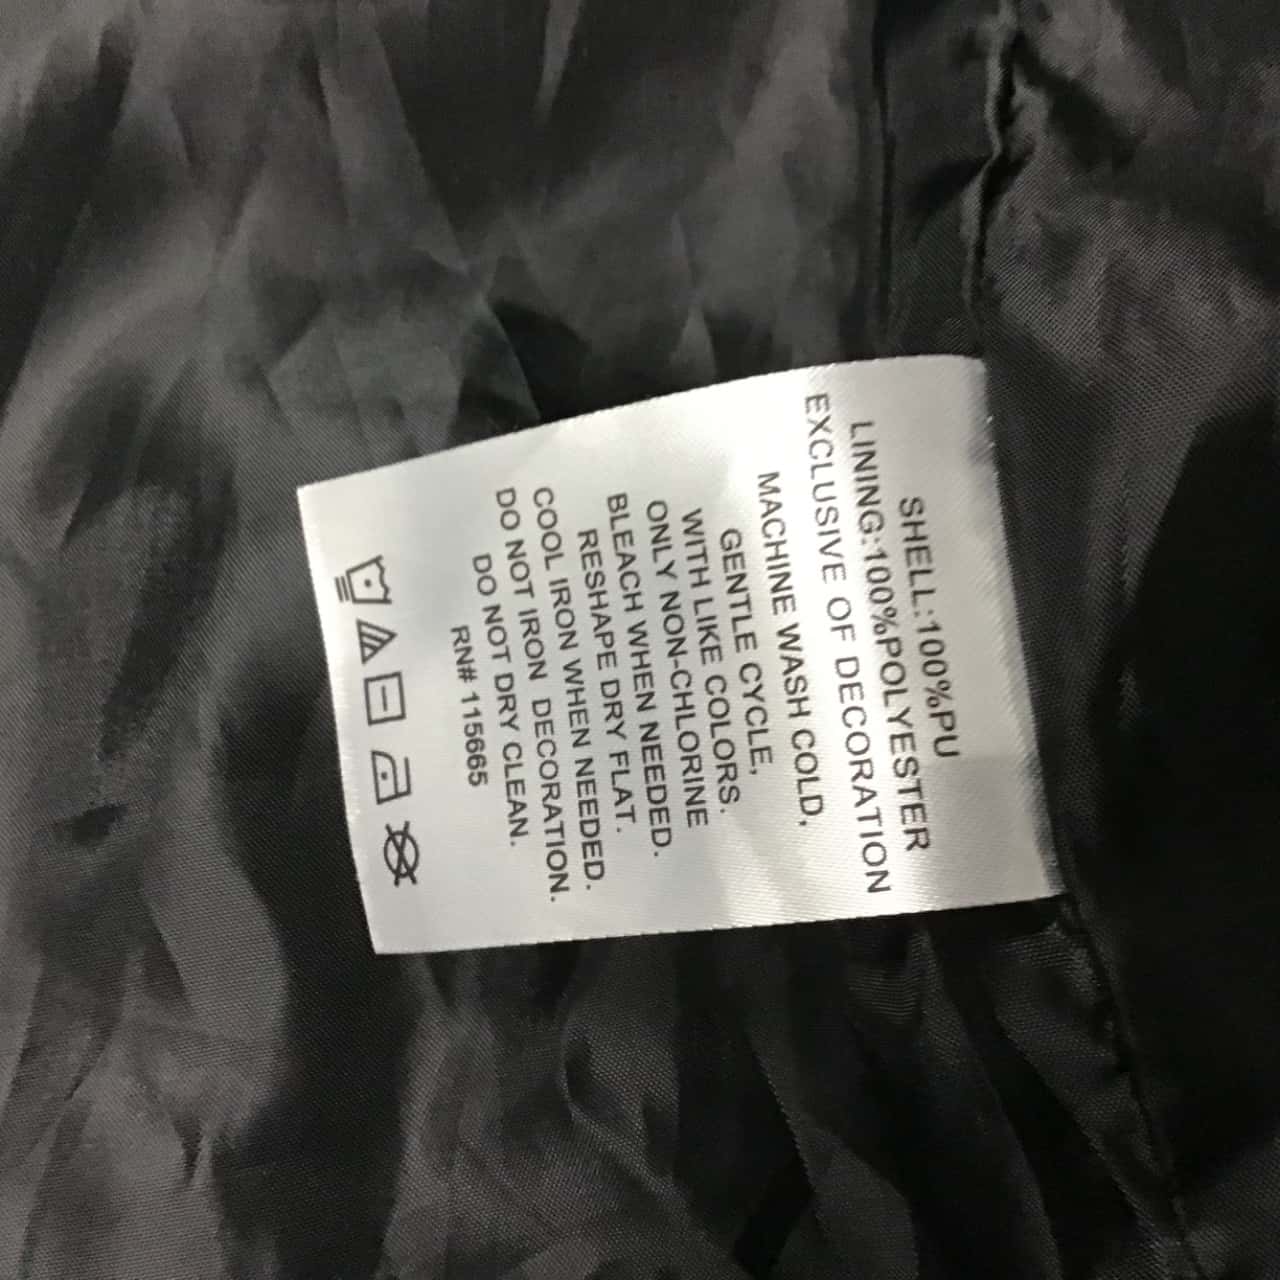 SHELL:100%PU
LINING:100%POLYESTER
EXCLUSIVE OF DECORATION
MACHINE WASH COLD,
GENTLE CYCLE,
WITH LIKE COLORS.
ONLY NON-CHLORINE
BLEACH WHEN NEEDED.
RESHAPE DRY FLAT.
COOL IRON WHEN NEEDED.
DO NOT IRON DECORATION.
DO NOT DRY CLEAN.
RN# 115665